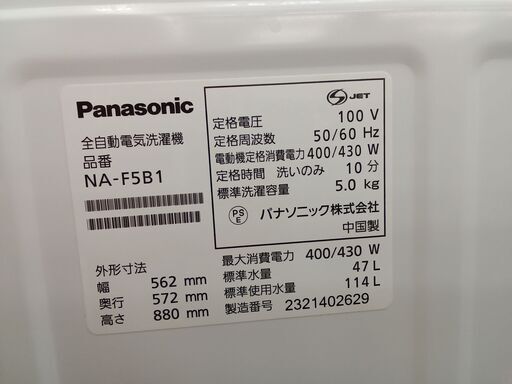 Panasonic
全自動電気洗濯機
品番
NA-F5B1
外形寸法
幅 562 mm
奥行 572 mm
高さ 880 mm
S JET
定格電圧 100 V
定格周波数 50/60 Hz
電動機定格消費電力 400/430 W
定格時間 洗いのみ 10 分
標準洗濯容量 5.0 kg
PS E パナソニック株式会社
中国製
最大消費電力 400/430 W
標準水量 47 L
標準使用水量 114 L
製造番号 2321402629